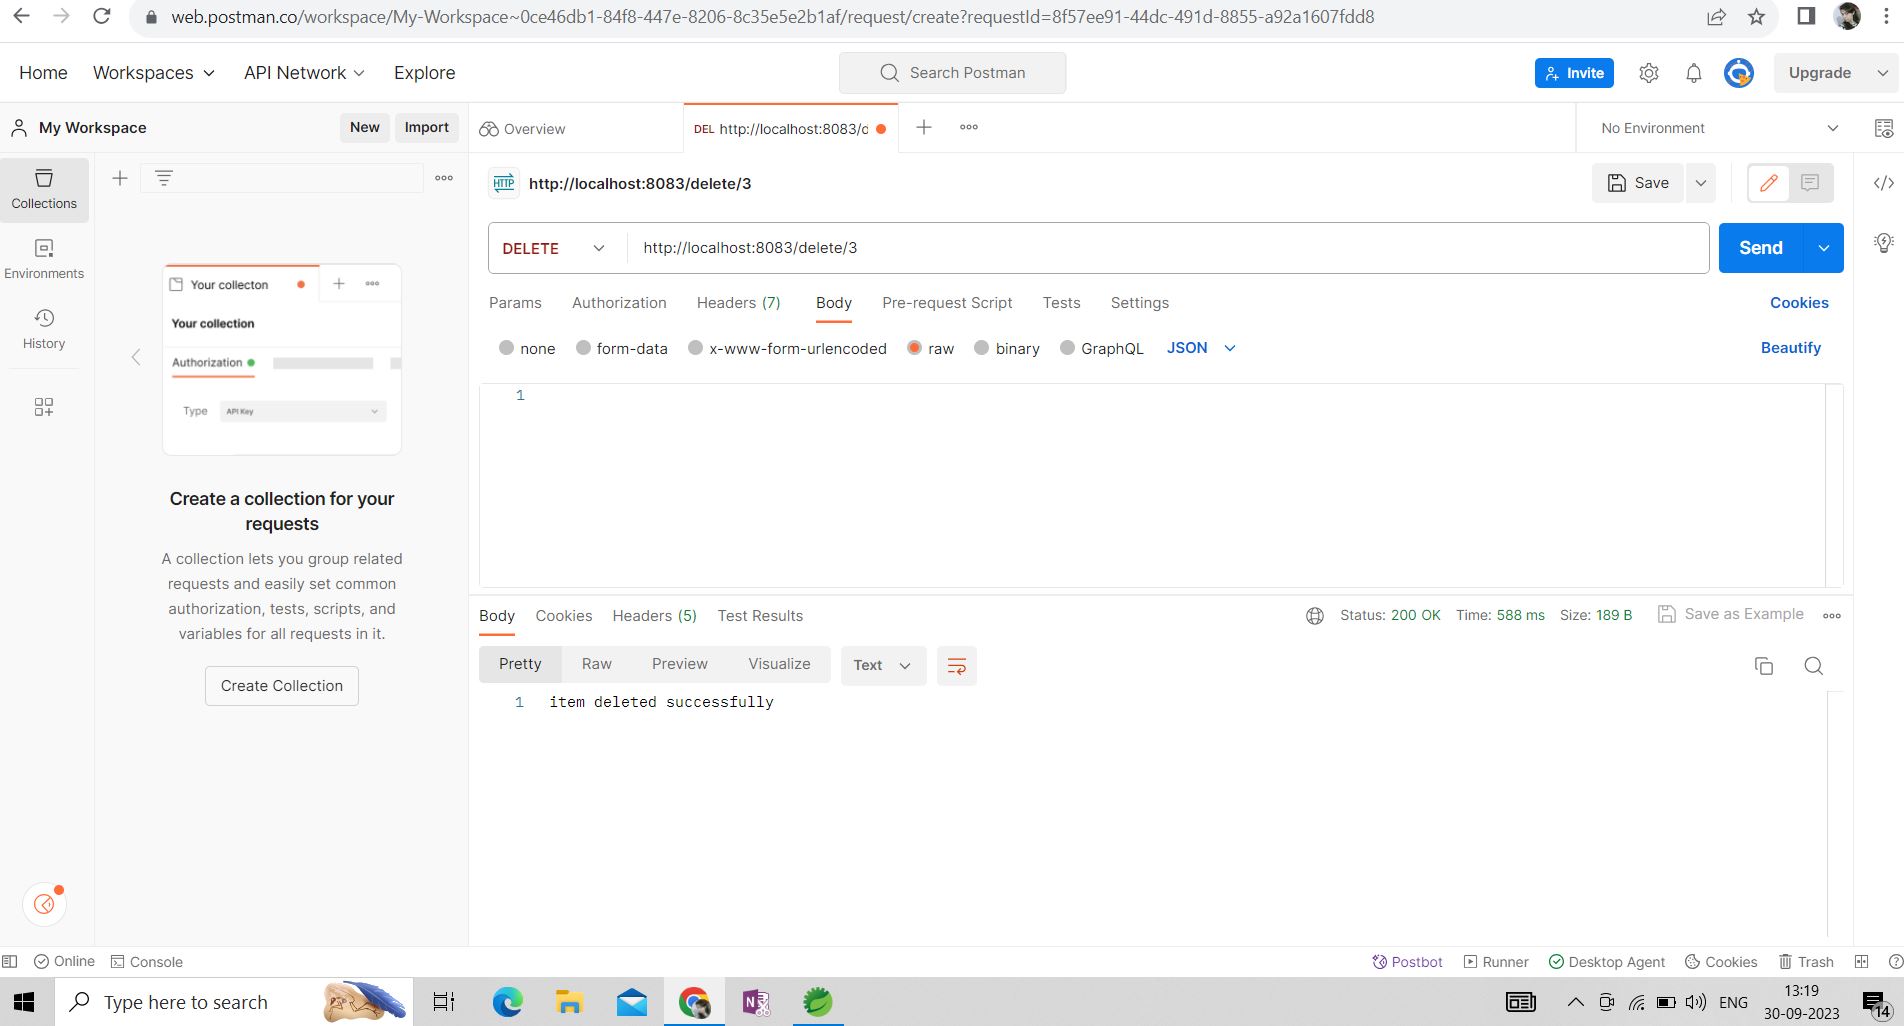 web.postman.co/workspace/My-Workspace~0ce46db1-84f8-447e-8206-8c35e5e2b1af/request/create?requestId=8f57ee91-44dc-491d-8855-a92a1607fdd8
Home Workspaces API Network Explore Search Postman Invite Upgrade
My Workspace New Import Overview DEL http://localhost:8083/d No Environment
HTTP http://localhost:8083/delete/3 Save
Collections
DELETE http://localhost:8083/delete/3 Send
Environments
Your collecton
Params Authorization Headers (7) Body Pre-request Script Tests Settings Cookies
Your collection
History
none form-data x-www-form-urlencoded raw binary GraphQL JSON Beautify
Authorization
1
Type API Key
Create a collection for your
requests
A collection lets you group related
requests and easily set common
authorization, tests, scripts, and
variables for all requests in it.
Create Collection
Body Cookies Headers (5) Test Results Status: 200 OK Time: 588 ms Size: 189 B Save as Example
Pretty Raw Preview Visualize Text
1 item deleted successfully
Online Console Postbot Runner Desktop Agent Cookies Trash
Type here to search ENG 13:19
30-09-2023 14